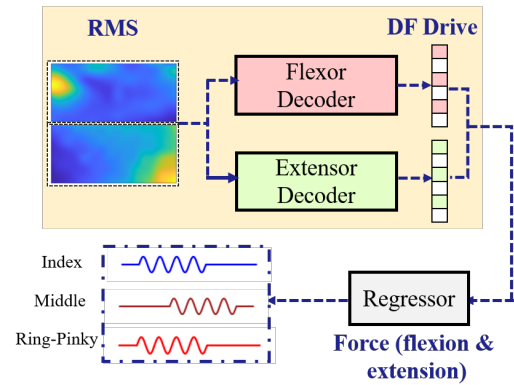 RMS
DF Drive
Flexor
Decoder
Extensor
Decoder
Index
Middle
Ring-Pinky
Regressor
Force (flexion &
extension)